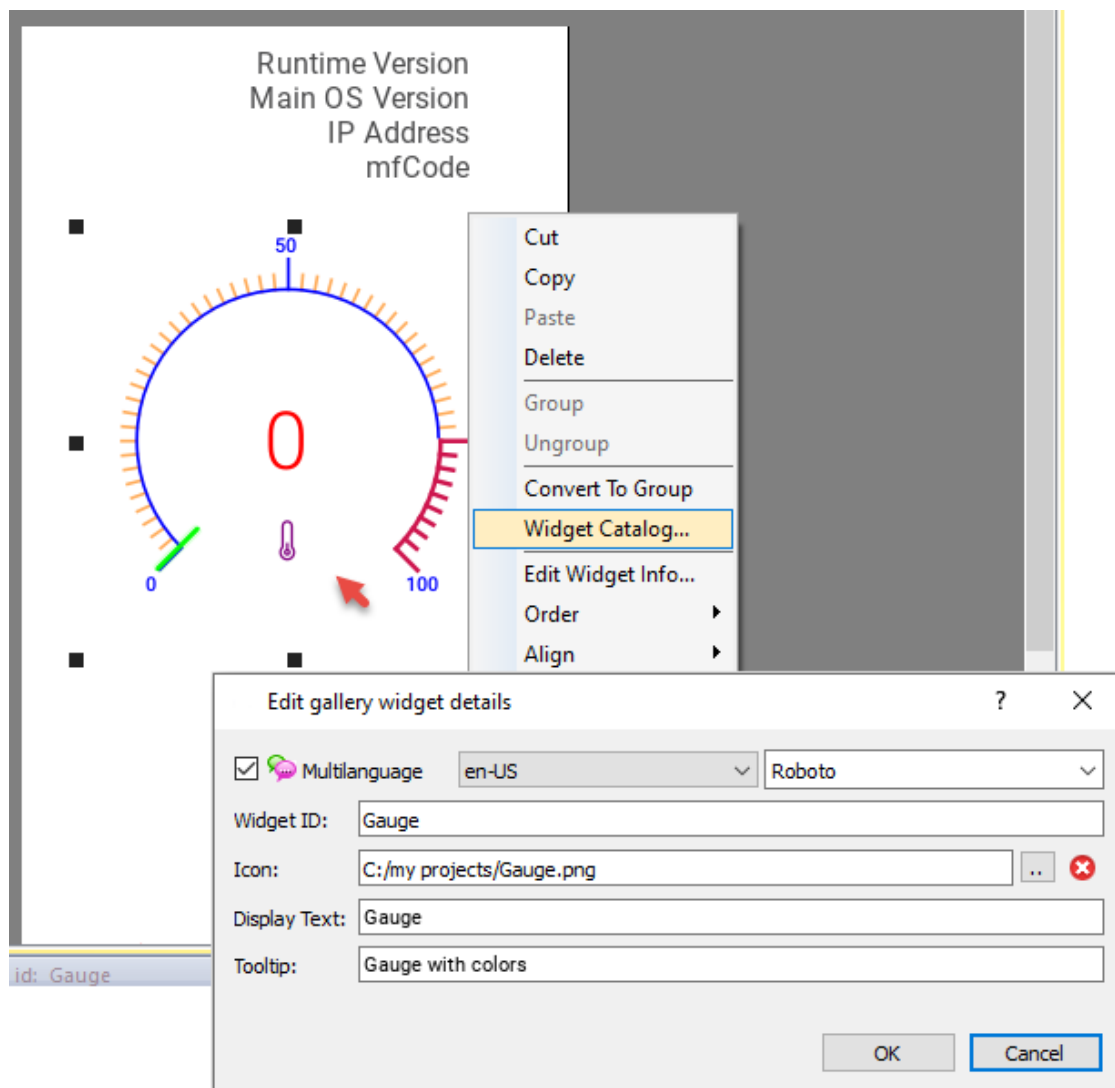 Runtime Version
Main OS Version
IP Address
mfCode
50
0
0
100
Cut
Copy
Paste
Delete
Group
Ungroup
Convert To Group
Widget Catalog...
Edit Widget Info...
Order
Align
id: Gauge
Edit gallery widget details ?
Multilanguage en-US Roboto
Widget ID: Gauge
Icon: C:/my projects/Gauge.png ..
Display Text: Gauge
Tooltip: Gauge with colors
OK Cancel